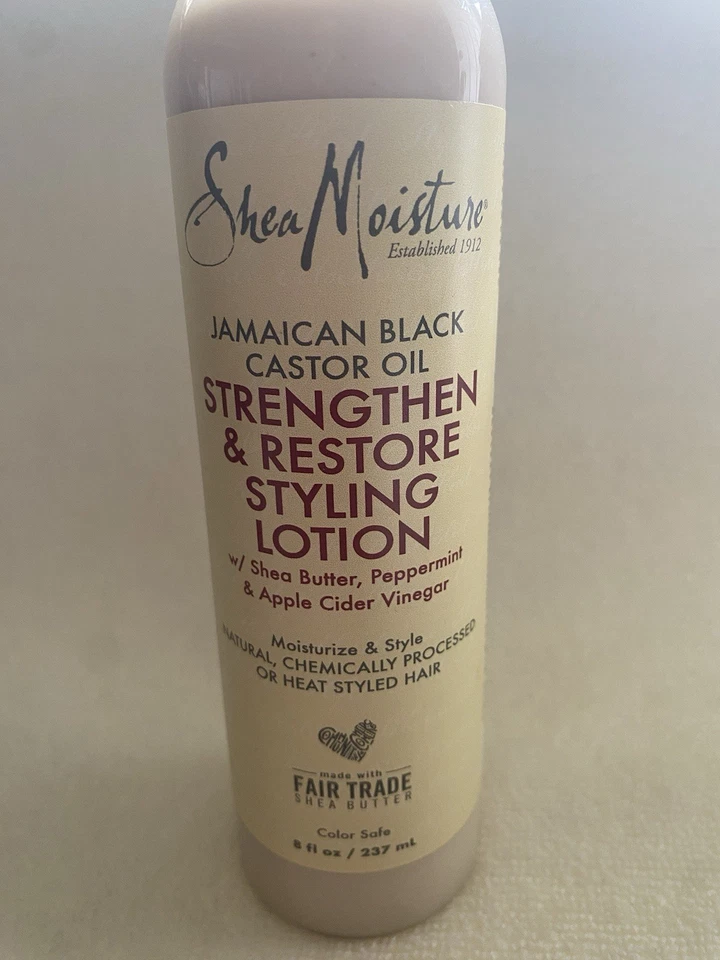 SheaMoisture®
Established 1912
JAMAICAN BLACK
CASTOR OIL
STRENGTHEN
& RESTORE
STYLING
LOTION
w/ Shea Butter, Peppermint
& Apple Cider Vinegar
Moisturize & Style
NATURAL, CHEMICALLY PROCESSED
OR HEAT STYLED HAIR
COMMUNITY COMMERCE
made with
FAIR TRADE
SHEA BUTTER
Color Safe
8 fl oz / 237 mL